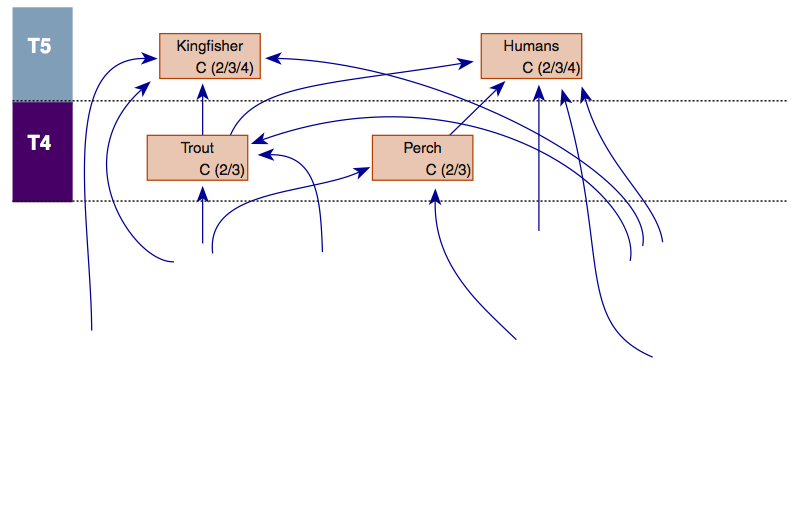 T5
Kingfisher
C (2/3/4)
Humans
C (2/3/4)
T4
Trout
C (2/3)
Perch
C (2/3)